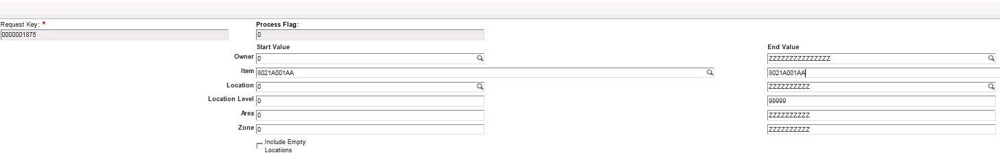 Request Key: * Process Flag:
0000001875 0
Start Value End Value
Owner 0 ZZZZZZZZZZZZZZZ
Item 8021A001AA 8021A001AA
Location 0 ZZZZZZZZZZ
Location Level 0 99999
Area 0 ZZZZZZZZZZ
Zone 0 ZZZZZZZZZZ
Include Empty
Locations